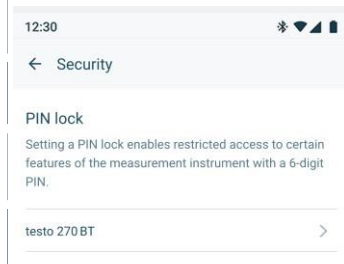 12:30
← Security
PIN lock
Setting a PIN lock enables restricted access to certain
features of the measurement instrument with a 6-digit
PIN.
testo 270 BT